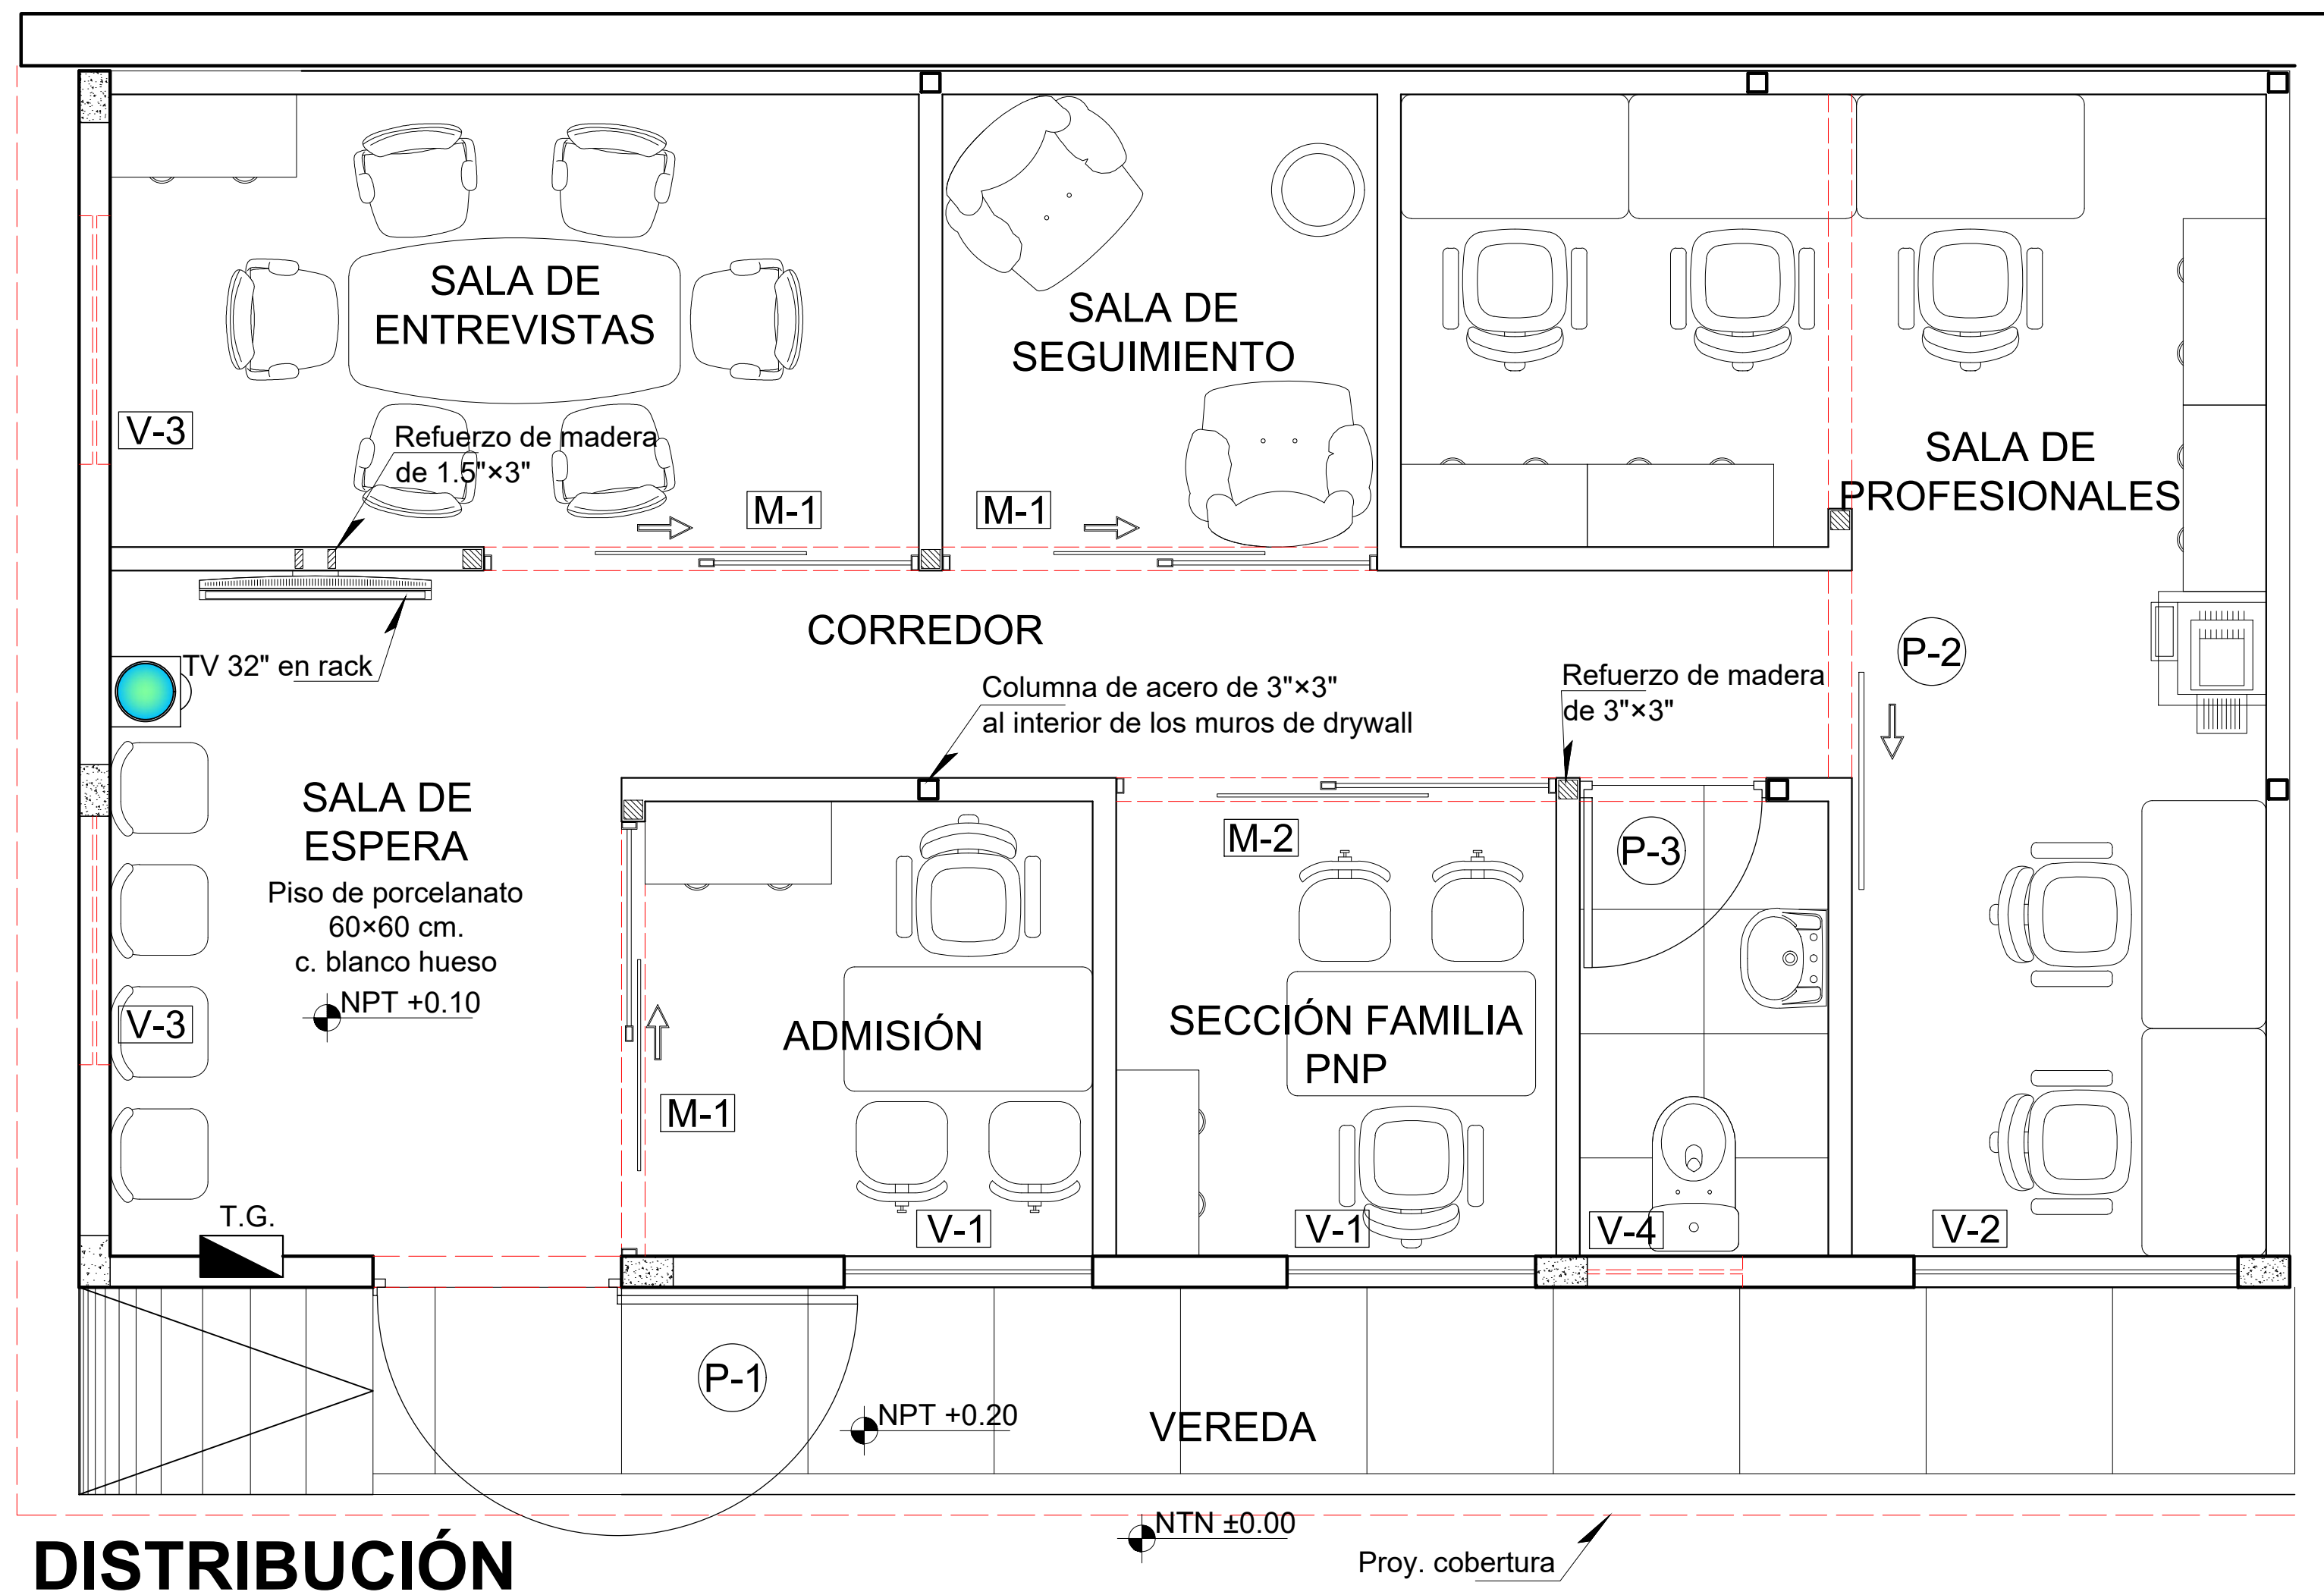 SALA DE
ENTREVISTAS
V-3
Refuerzo de madera
de 1.5"×3"
M-1
SALA DE
SEGUIMIENTO
M-1
SALA DE
PROFESIONALES
CORREDOR
TV 32" en rack
P-2
Columna de acero de 3"×3"
al interior de los muros de drywall
Refuerzo de madera
de 3"×3"
SALA DE
ESPERA
Piso de porcelanato
60×60 cm.
c. blanco hueso
NPT +0.10
V-3
M-2
P-3
ADMISIÓN
SECCIÓN FAMILIA
PNP
M-1
T.G.
V-1
V-1
V-4
V-2
P-1
NPT +0.20
VEREDA
NTN ±0.00
Proy. cobertura
DISTRIBUCIÓN